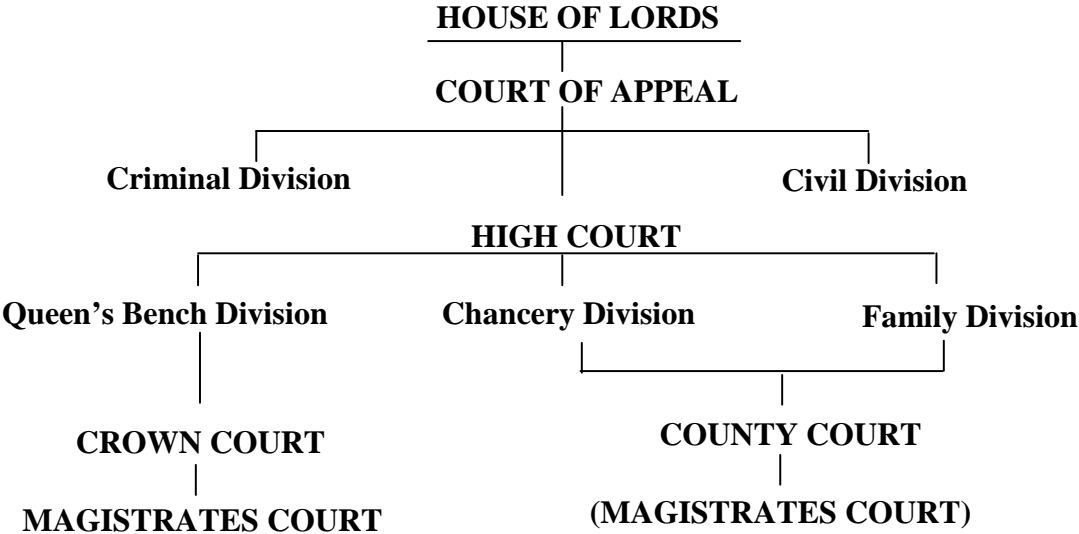 HOUSE OF LORDS
COURT OF APPEAL
Criminal Division
Civil Division
HIGH COURT
Queen’s Bench Division
Chancery Division
Family Division
CROWN COURT
COUNTY COURT
MAGISTRATES COURT
(MAGISTRATES COURT)